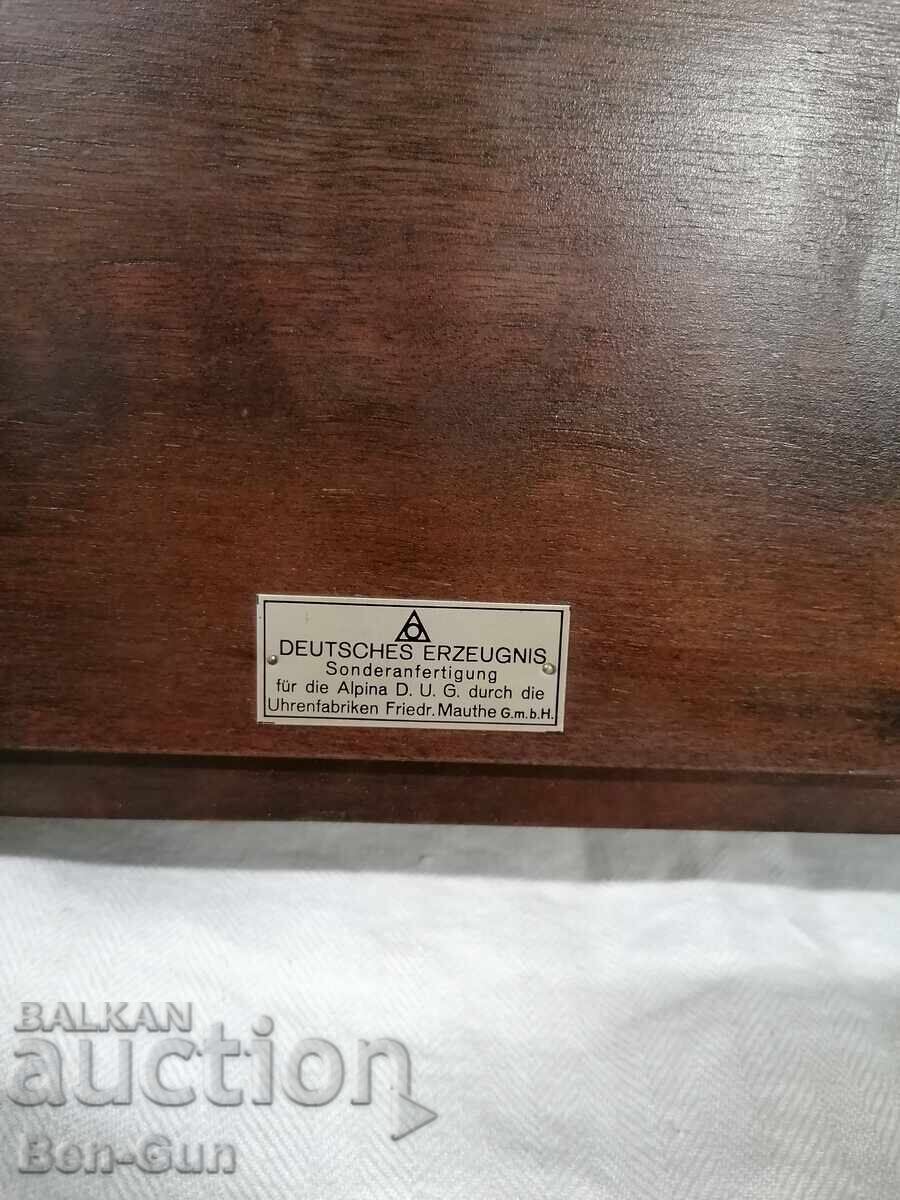 DEUTSCHES ERZEUGNIS
Sonderanfertigung
für die Alpina D. U. G. durch die
Uhrenfabriken Friedr. Mauthe G.m.b.H.
BALKAN
auction
Ben-Gun